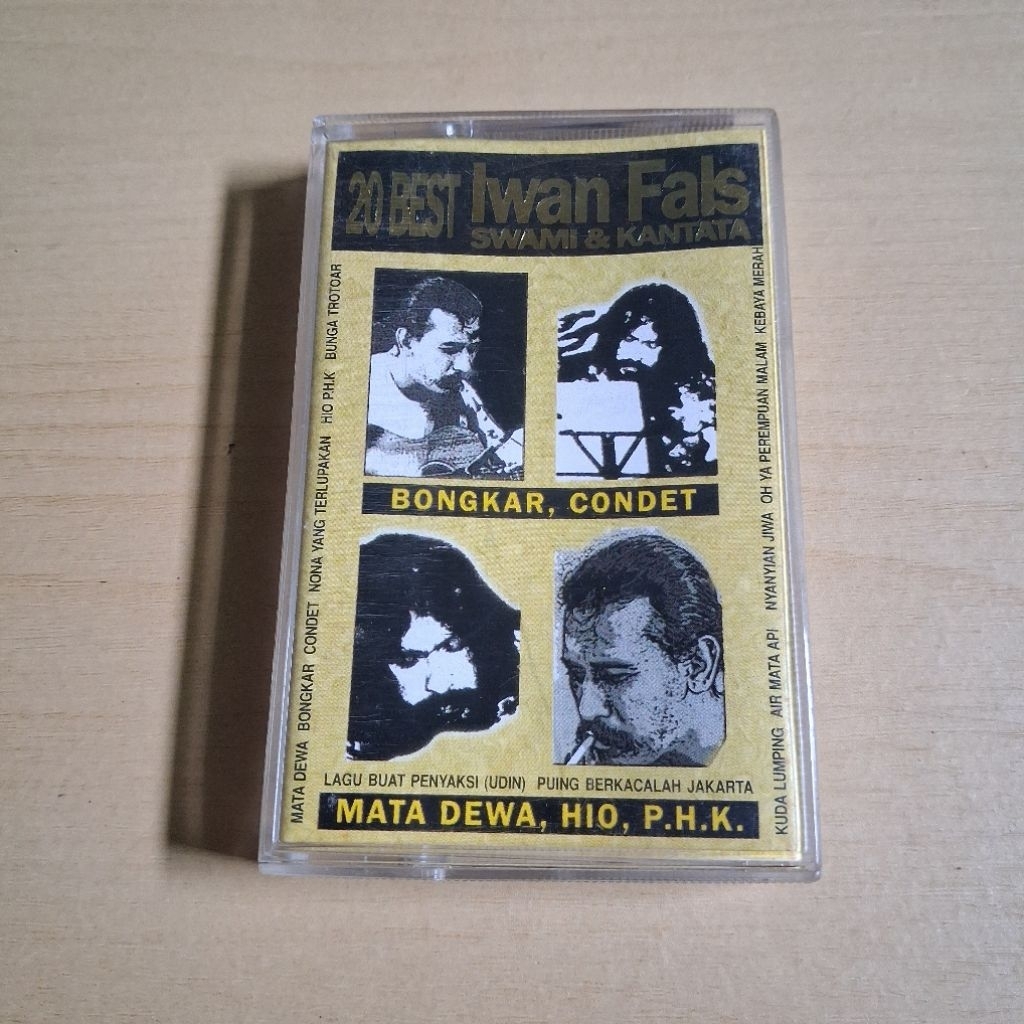 20 BEST Iwan Fals
SWAMI & KANTATA
MATA DEWA BONGKAR CONDET NONA YANG TERLUPAKAN HIO P.H.K BUNGA TROTOAR
BONGKAR, CONDET
KUDA LUMPING AIR MATA API NYANYIAN JIWA OH YA PEREMPUAN MALAM KEBAYA MERAH
LAGU BUAT PENYAKSI (UDIN) PUING BERKACALAH JAKARTA
MATA DEWA, HIO, P.H.K.